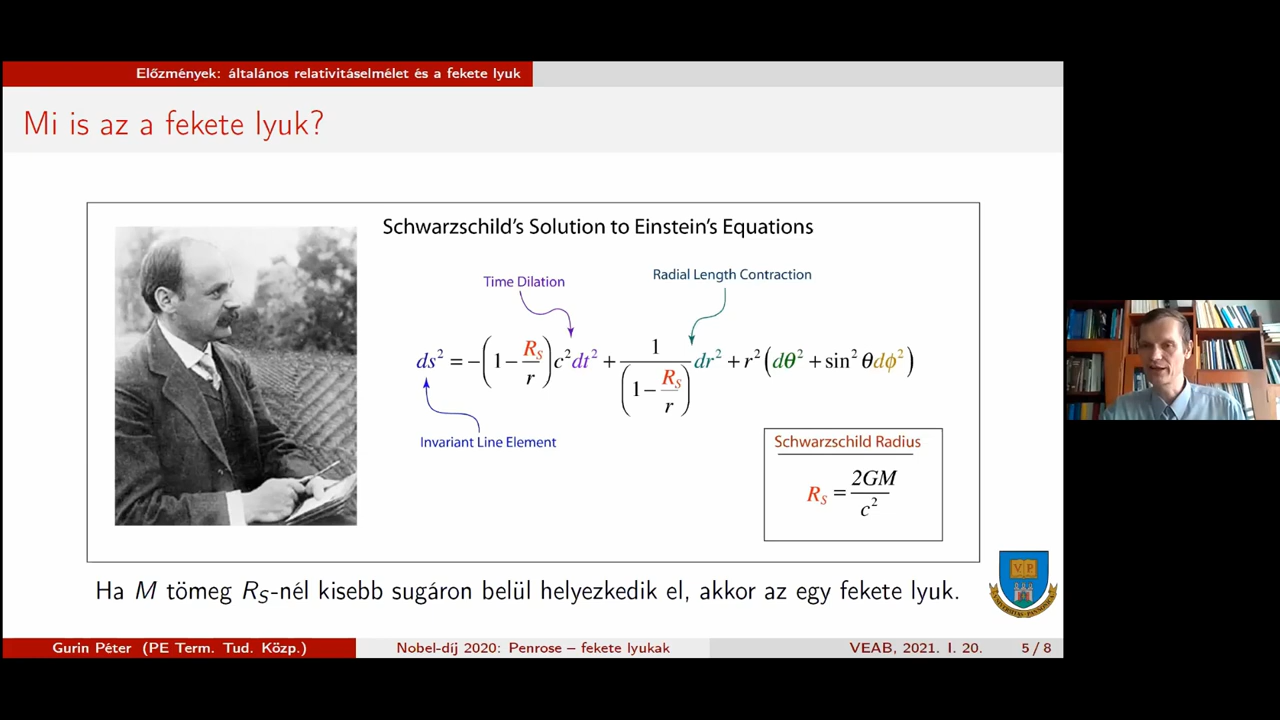 Előzmények: általános relativitáselmélet és a fekete lyuk
Mi is az a fekete lyuk?
Schwarzschild's Solution to Einstein's Equations
Time Dilation
Radial Length Contraction
ds² = −(1 − R_S/r) c²dt² + 1/(1 − R_S/r) dr² + r²(dθ² + sin²θdϕ²)
Invariant Line Element
Schwarzschild Radius
R_S = 2GM/c²
Ha M tömeg R_S-nél kisebb sugáron belül helyezkedik el, akkor az egy fekete lyuk.
VP
Gurin Péter (PE Term. Tud. Közp.)
Nobel-díj 2020: Penrose – fekete lyukak
VEAB, 2021. I. 20.
5 / 8